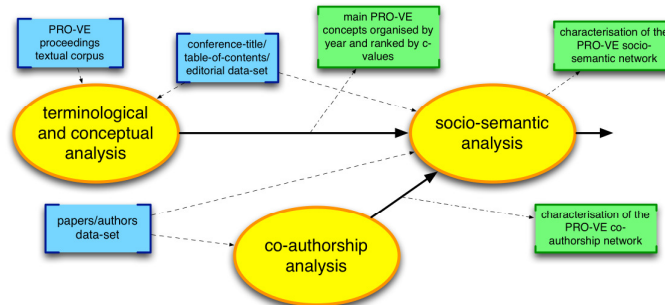 PRO-VE
proceedings
textual corpus
conference-title/
table-of-contents/
editorial data-set
main PRO-VE
concepts organised by
year and ranked by c-
values
characterisation of the
PRO-VE socio-
semantic network
terminological
and conceptual
analysis
socio-semantic
analysis
papers/authors
data-set
co-authorship
analysis
characterisation of the
PRO-VE co-
authorship network